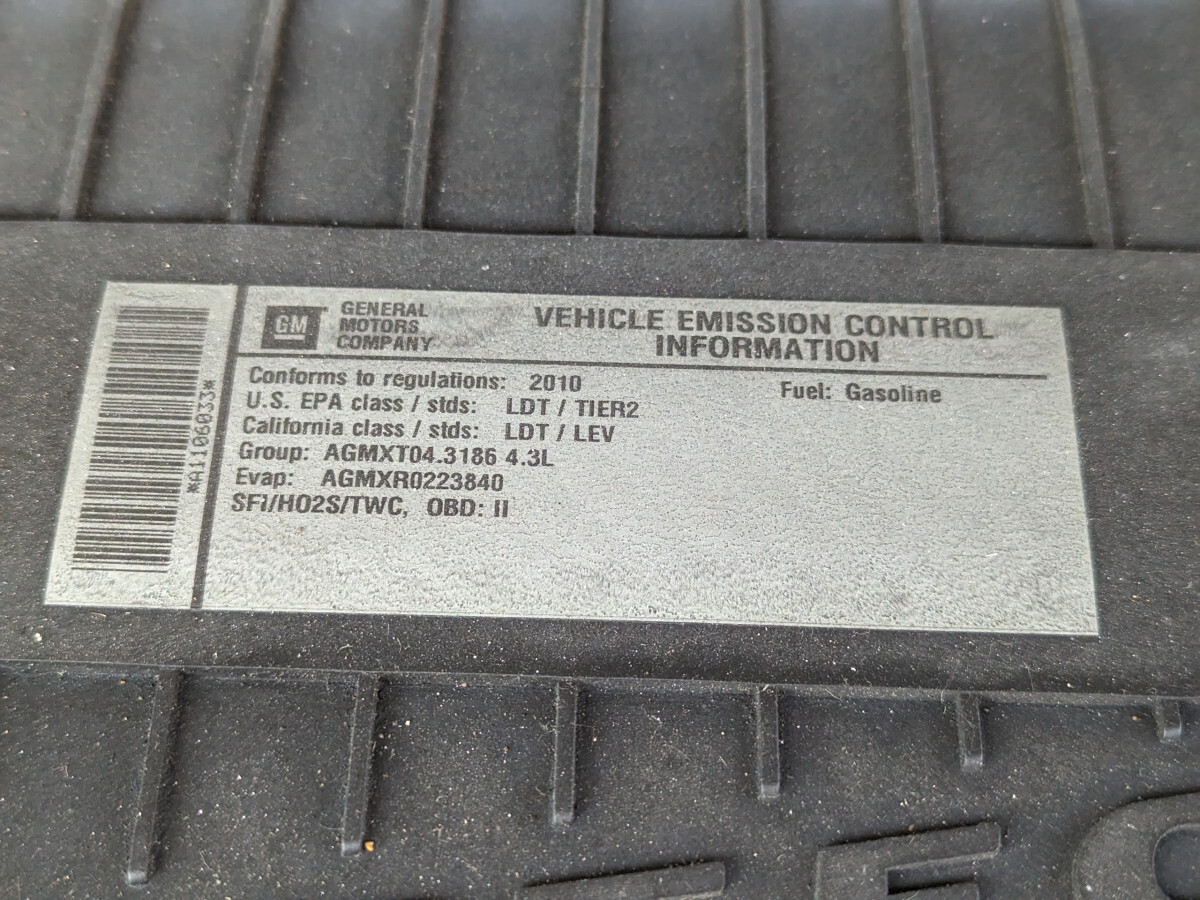 *A1106033*
GM
GENERAL
MOTORS
COMPANY
VEHICLE EMISSION CONTROL
INFORMATION
Conforms to regulations: 2010
Fuel: Gasoline
U.S. EPA class / stds: LDT / TIER2
California class / stds: LDT / LEV
Group: AGMXT04.3186 4.3L
Evap: AGMXR0223840
SFI/HO2S/TWC, OBD: II